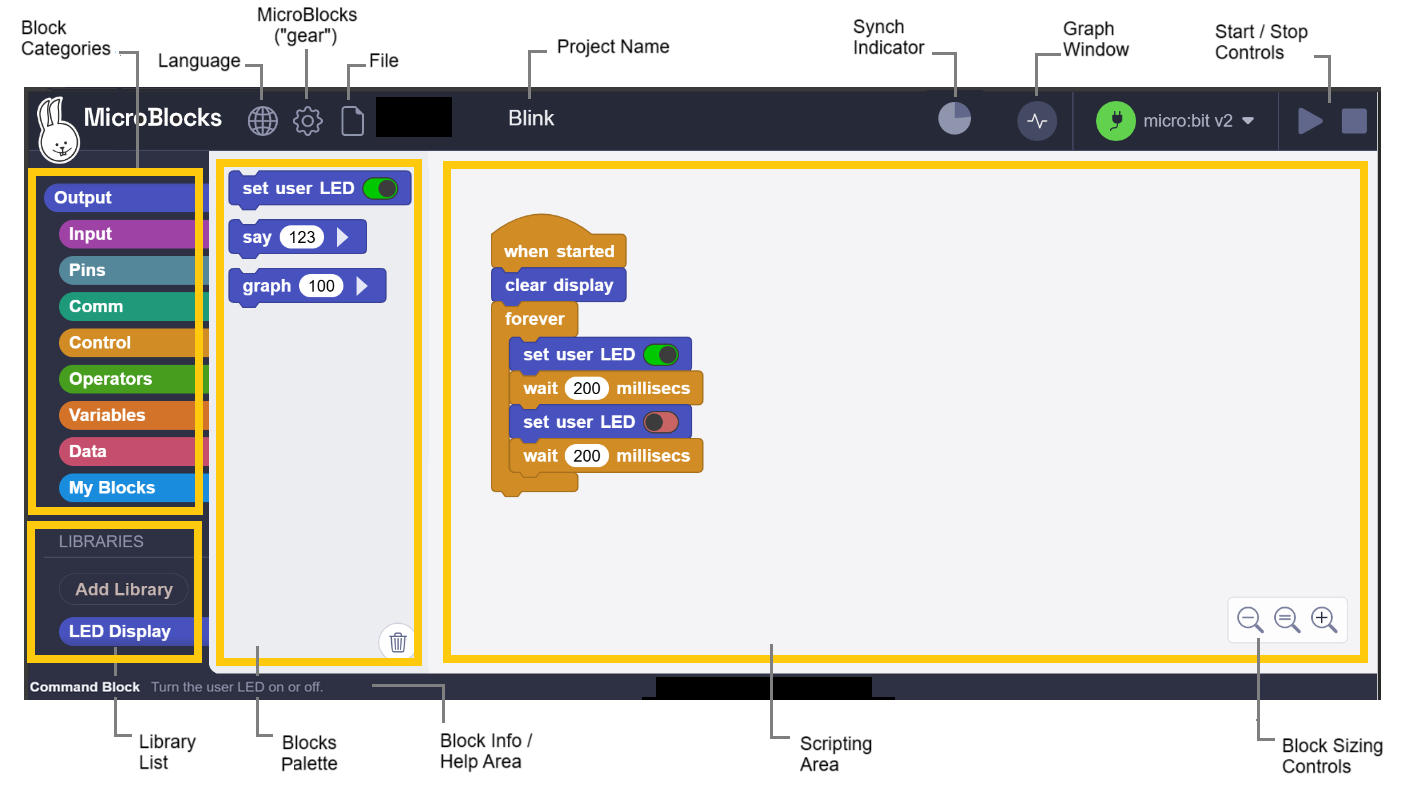 Block
Categories
Language
MicroBlocks
("gear")
File
Project Name
Synch
Indicator
Graph
Window
Start / Stop
Controls
MicroBlocks
Blink
micro:bit v2
Output
Input
Pins
Comm
Control
Operators
Variables
Data
My Blocks
LIBRARIES
Add Library
LED Display
set user LED
say 123
graph 100
when started
clear display
forever
set user LED
wait 200 millisecs
set user LED
wait 200 millisecs
Command Block Turn the user LED on or off.
Library
List
Blocks
Palette
Block Info /
Help Area
Scripting
Area
Block Sizing
Controls